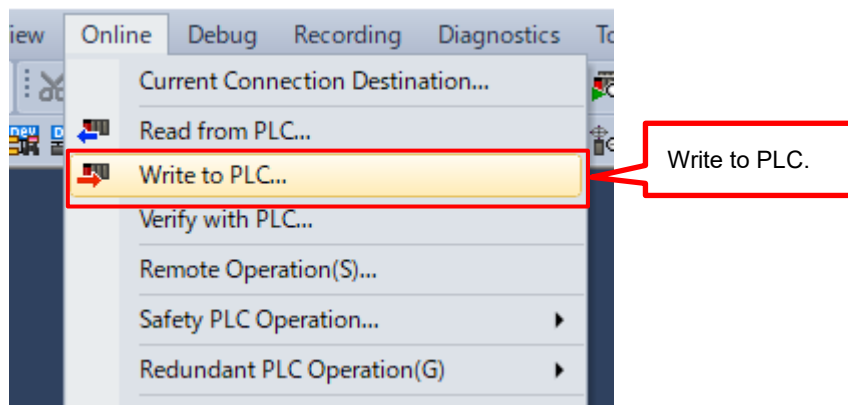 iew Online Debug Recording Diagnostics To
Current Connection Destination...
Read from PLC...
Write to PLC...
Write to PLC.
Verify with PLC...
Remote Operation(S)...
Safety PLC Operation...
Redundant PLC Operation(G)